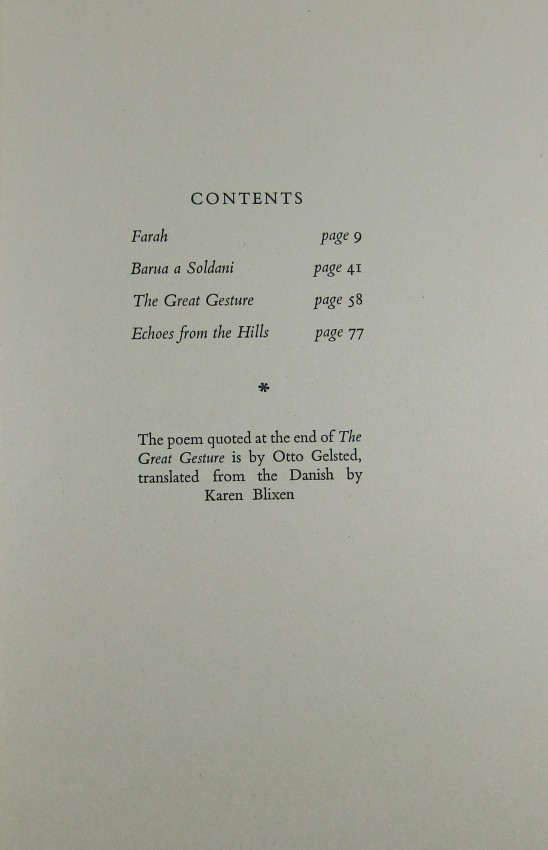 CONTENTS
Farah page 9
Barua a Soldani page 41
The Great Gesture page 58
Echoes from the Hills page 77
*
The poem quoted at the end of The
Great Gesture is by Otto Gelsted,
translated from the Danish by
Karen Blixen